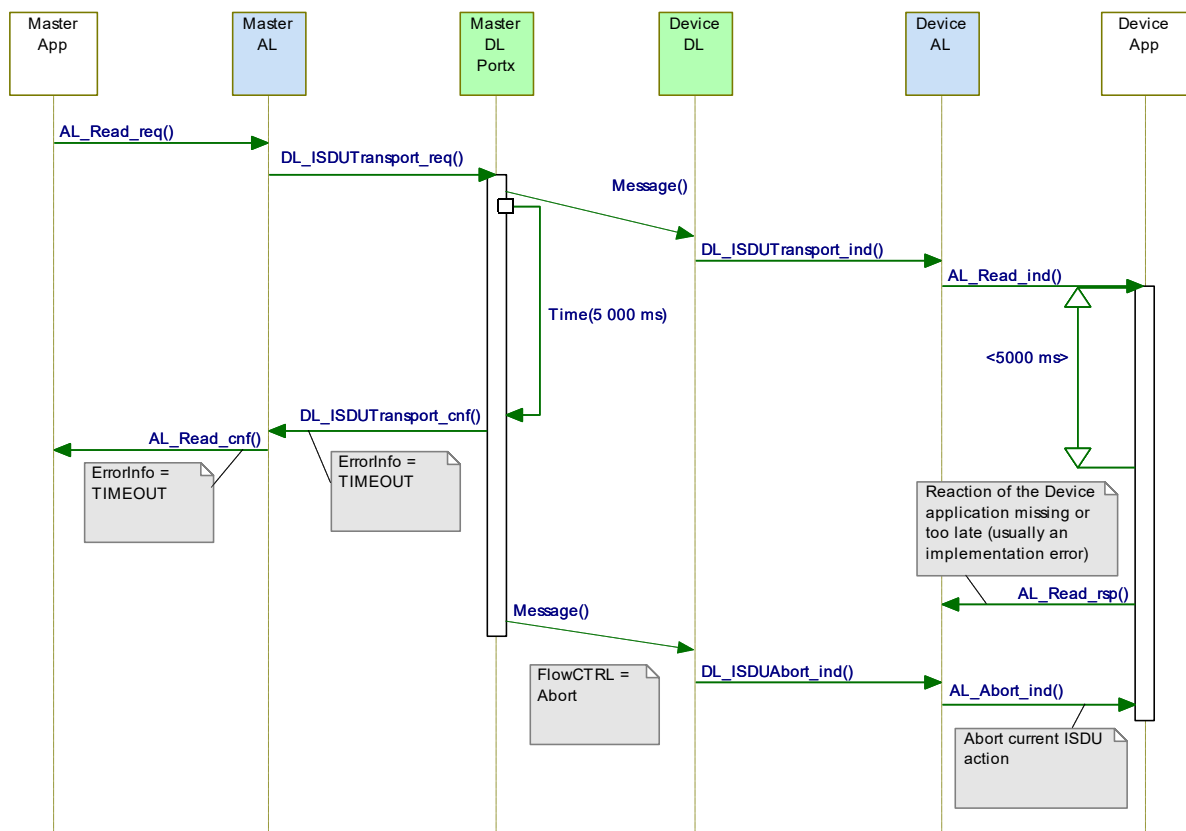 Master
App
Master
AL
Master
DL
Portx
Device
DL
Device
AL
Device
App
AL_Read_req()
DL_ISDUTransport_req()
Message()
DL_ISDUTransport_ind()
AL_Read_ind()
Time(5 000 ms)
<5000 ms>
DL_ISDUTransport_cnf()
AL_Read_cnf()
ErrorInfo =
TIMEOUT
ErrorInfo =
TIMEOUT
Reaction of the Device
application missing or
too late (usually an
implementation error)
AL_Read_rsp()
Message()
FlowCTRL =
Abort
DL_ISDUAbort_ind()
AL_Abort_ind()
Abort current ISDU
action